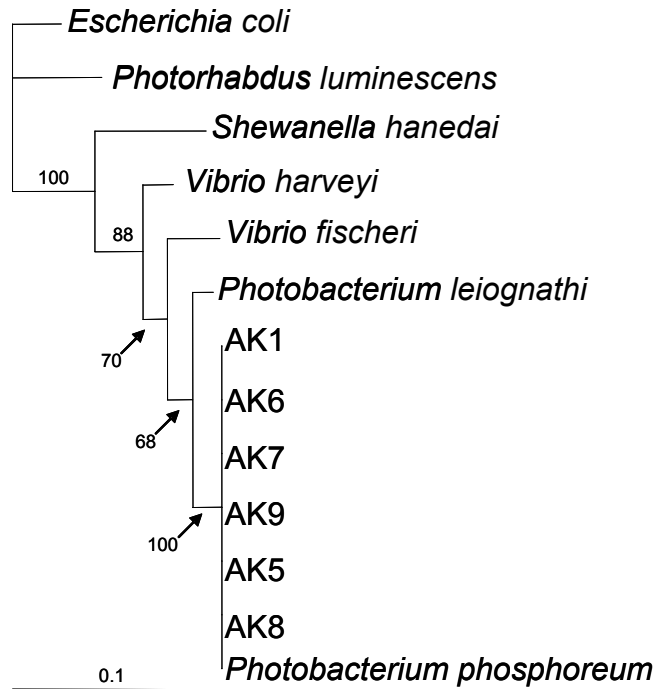 Escherichia coli
Photorhabdus luminescens
Shewanella hanedai
100
Vibrio harveyi
88
Vibrio fischeri
Photobacterium leiognathi
AK1
70
AK6
68
AK7
AK9
100
AK5
AK8
Photobacterium phosphoreum
0.1